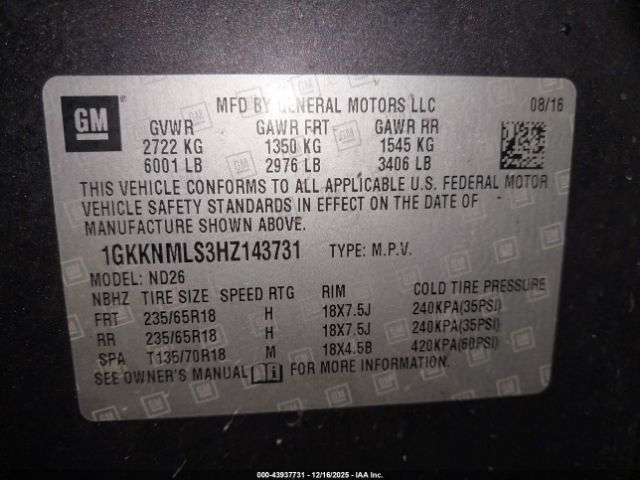 GM
MFD BY GENERAL MOTORS LLC 08/16
GVWR GAWR FRT GAWR RR
2722 KG 1350 KG 1545 KG
6001 LB 2976 LB 3406 LB
THIS VEHICLE CONFORMS TO ALL APPLICABLE U.S. FEDERAL MOTOR
VEHICLE SAFETY STANDARDS IN EFFECT ON THE DATE OF
MANUFACTURE SHOWN ABOVE.
1GKKNMLS3HZ143731 TYPE: M.P.V.
MODEL: ND26
NBHZ TIRE SIZE SPEED RTG RIM COLD TIRE PRESSURE
FRT 235/65R18 H 18X7.5J 240KPA(35PSI)
RR 235/65R18 H 18X7.5J 240KPA(35PSI)
SPA T135/70R18 M 18X4.5B 420KPA(60PSI)
SEE OWNER'S MANUAL FOR MORE INFORMATION.
000-43937731 - 12/16/2025 - IAA Inc.